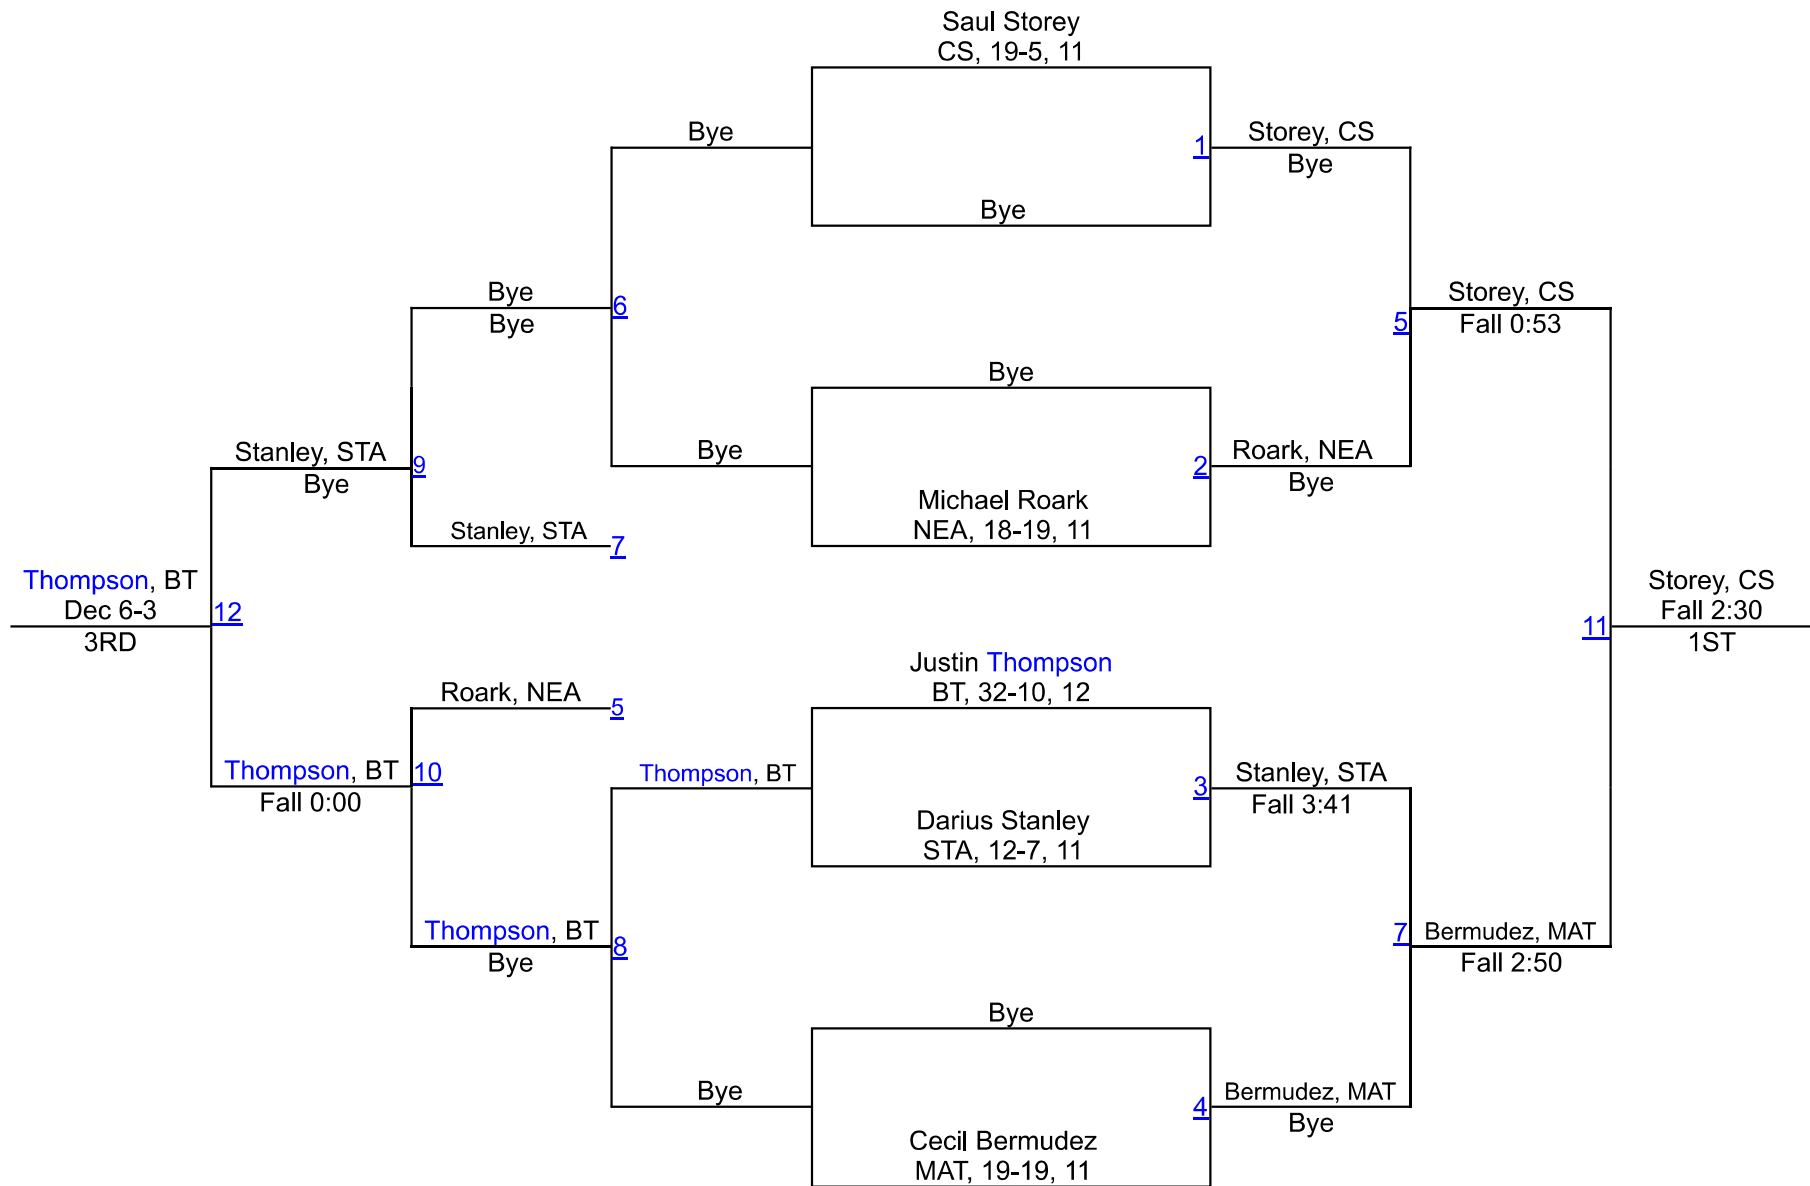 Saul Storey
CS, 19-5, 11
Bye
1
Storey, CS
Bye
Bye
Bye
Bye
6
Storey, CS
Fall 0:53
5
Bye
Stanley, STA
Bye
9
Bye
2
Roark, NEA
Bye
Michael Roark
NEA, 18-19, 11
Stanley, STA
7
Thompson, BT
Dec 6-3
3RD
12
Storey, CS
Fall 2:30
1ST
11
Justin Thompson
BT, 32-10, 12
Roark, NEA
5
Thompson, BT
Fall 0:00
10
Thompson, BT
3
Stanley, STA
Fall 3:41
Darius Stanley
STA, 12-7, 11
Thompson, BT
Bye
8
7
Bermudez, MAT
Fall 2:50
Bye
Bye
4
Bermudez, MAT
Bye
Cecil Bermudez
MAT, 19-19, 11